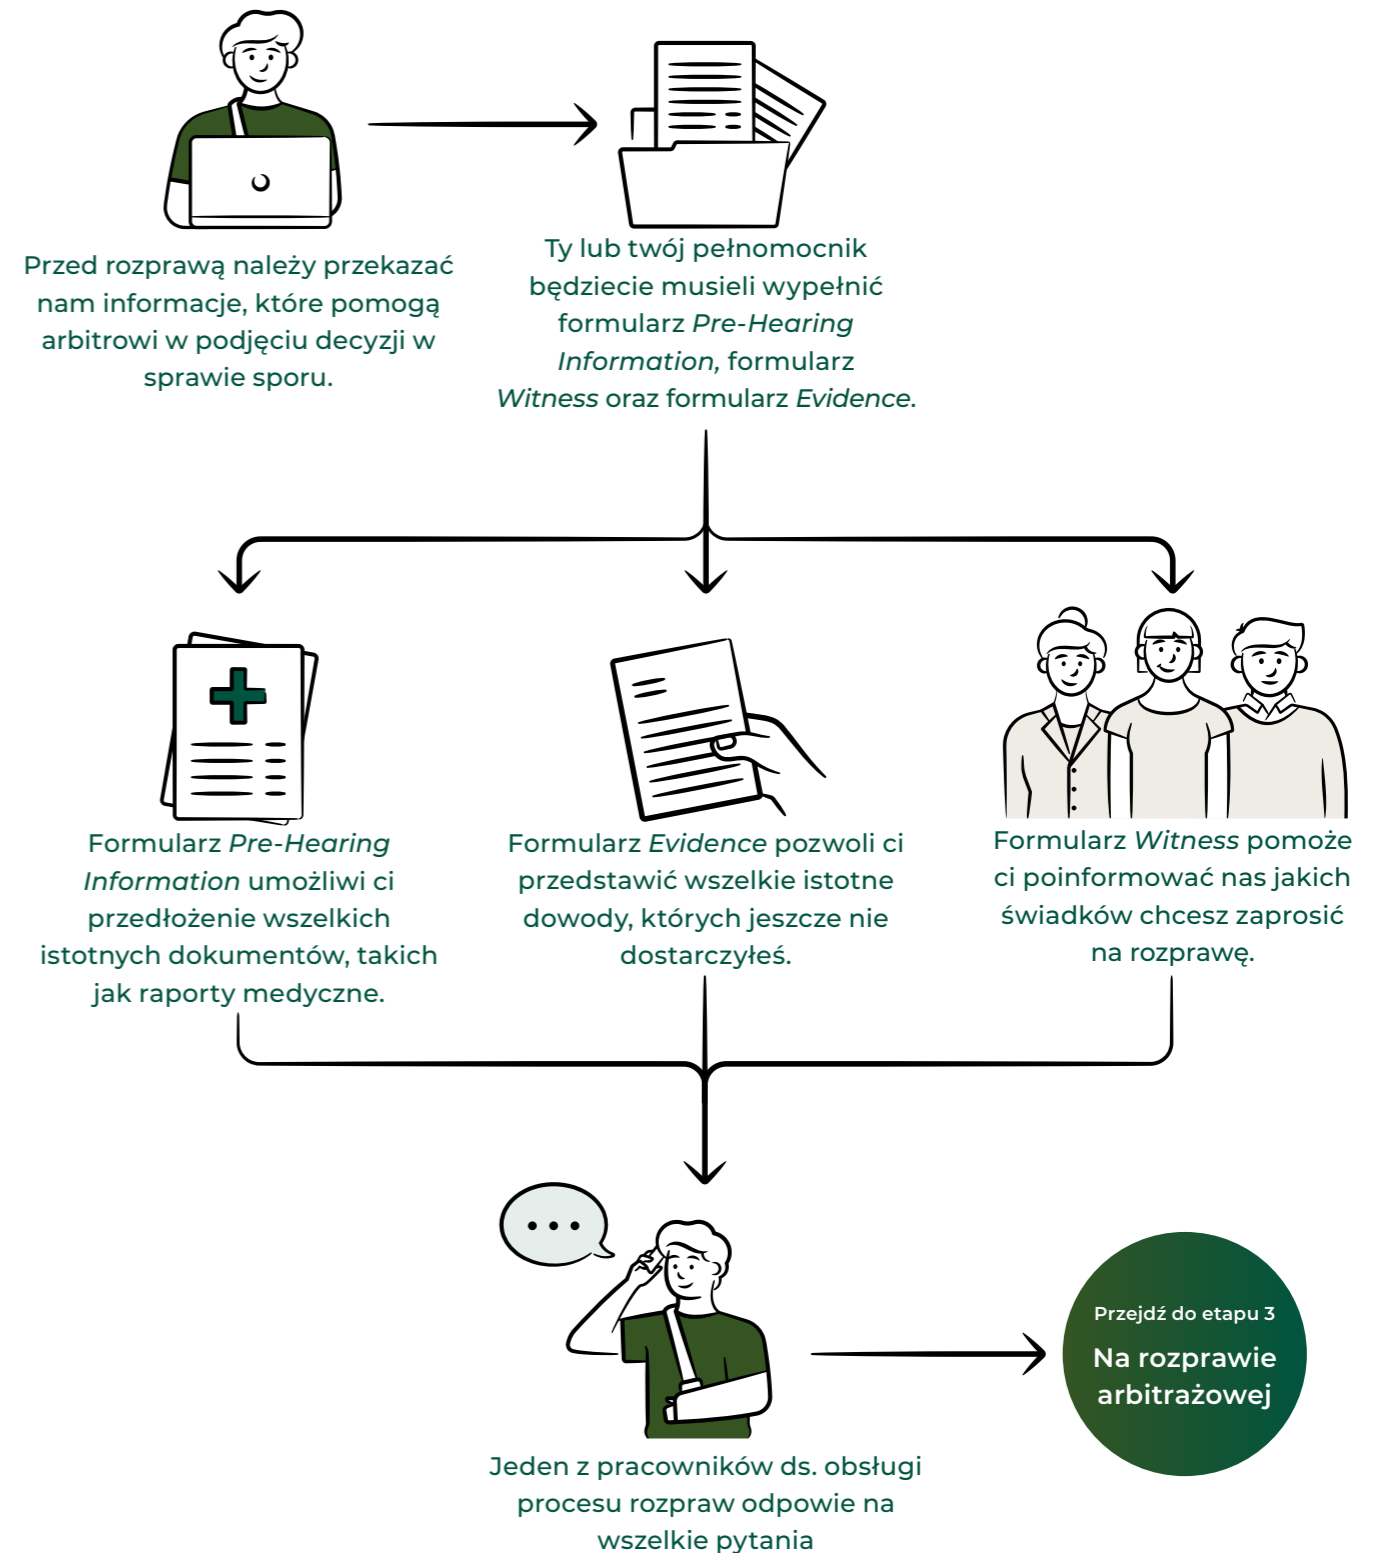 Przed rozprawą należy przekazać
nam informacje, które pomogą
arbitrowi w podjęciu decyzji w
sprawie sporu.
Ty lub twój pełnomocnik
będziecie musieli wypełnić
formularz Pre-Hearing
Information, formularz
Witness oraz formularz Evidence.
Formularz Pre-Hearing
Information umożliwi ci
przedłożenie wszelkich
istotnych dokumentów, takich
jak raporty medyczne.
Formularz Evidence pozwoli ci
przedstawić wszelkie istotne
dowody, których jeszcze nie
dostarczyłeś.
Formularz Witness pomoże
ci poinformować nas jakich
świadków chcesz zaprosić
na rozprawę.
Jeden z pracowników ds. obsługi
procesu rozpraw odpowie na
wszelkie pytania
Przejdź do etapu 3
Na rozprawie
arbitrażowej